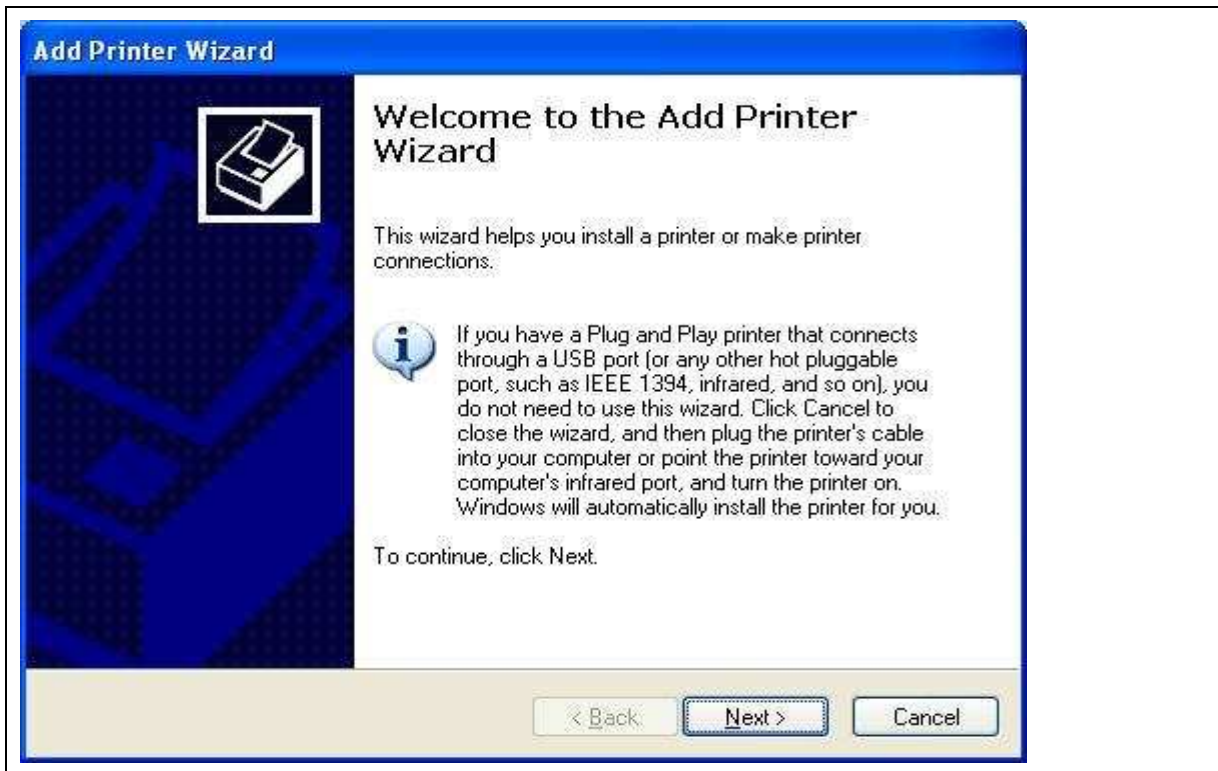 Add Printer Wizard
Welcome to the Add Printer
Wizard
This wizard helps you install a printer or make printer
connections.
If you have a Plug and Play printer that connects
through a USB port (or any other hot pluggable
port, such as IEEE 1394, infrared, and so on), you
do not need to use this wizard. Click Cancel to
close the wizard, and then plug the printer's cable
into your computer or point the printer toward your
computer's infrared port, and turn the printer on.
Windows will automatically install the printer for you.
To continue, click Next.
< Back Next > Cancel